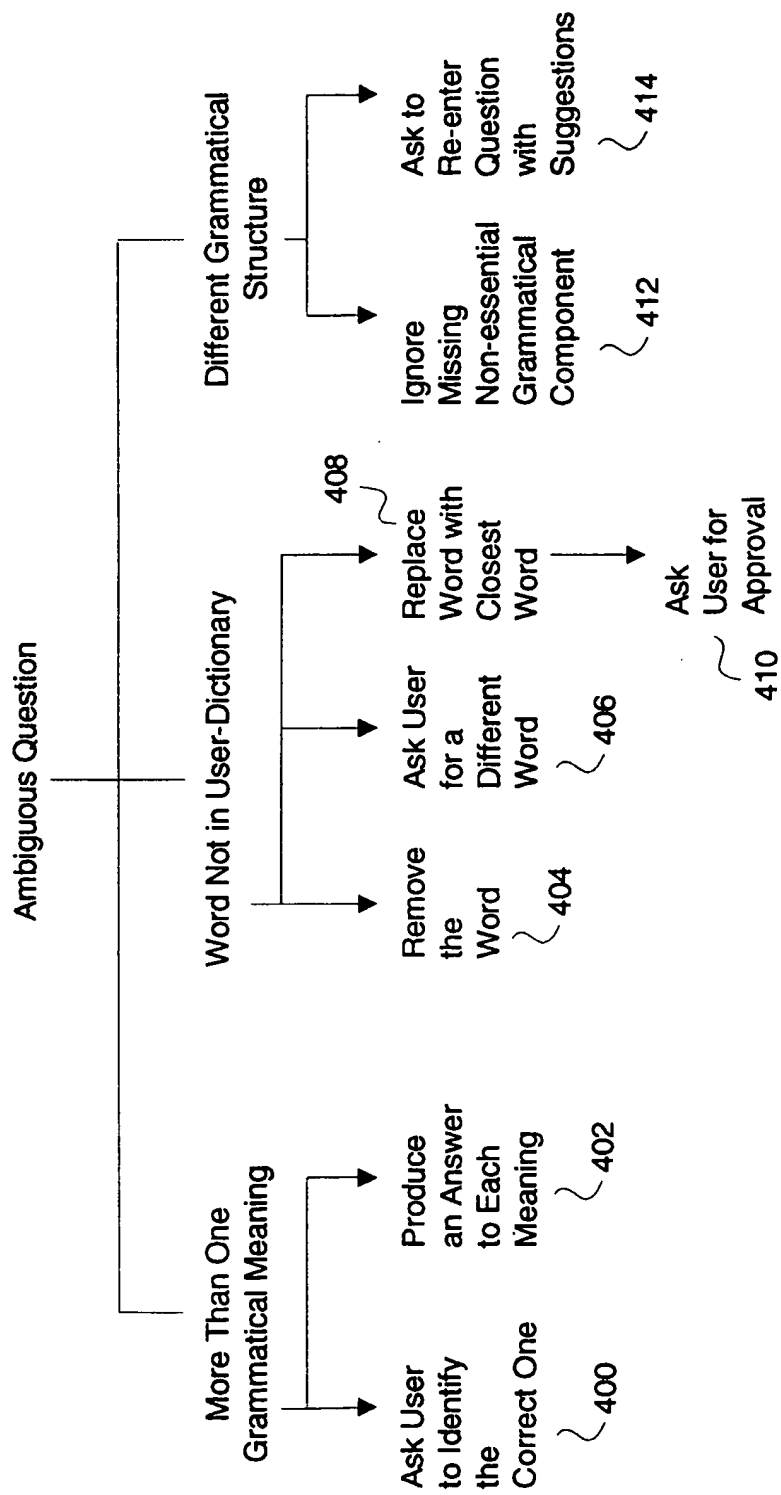 Ambiguous Question
More Than One
Grammatical Meaning
Ask User
to Identify
the
Correct One
400
Produce
an Answer
to Each
Meaning
402
Word Not in User-Dictionary
Remove
the
Word
404
Ask User
for a
Different
Word
406
408
Replace
Word with
Closest
Word
Ask
User for
Approval
410
Different Grammatical
Structure
Ignore
Missing
Non-essential
Grammatical
Component
412
Ask to
Re-enter
Question
with
Suggestions
414